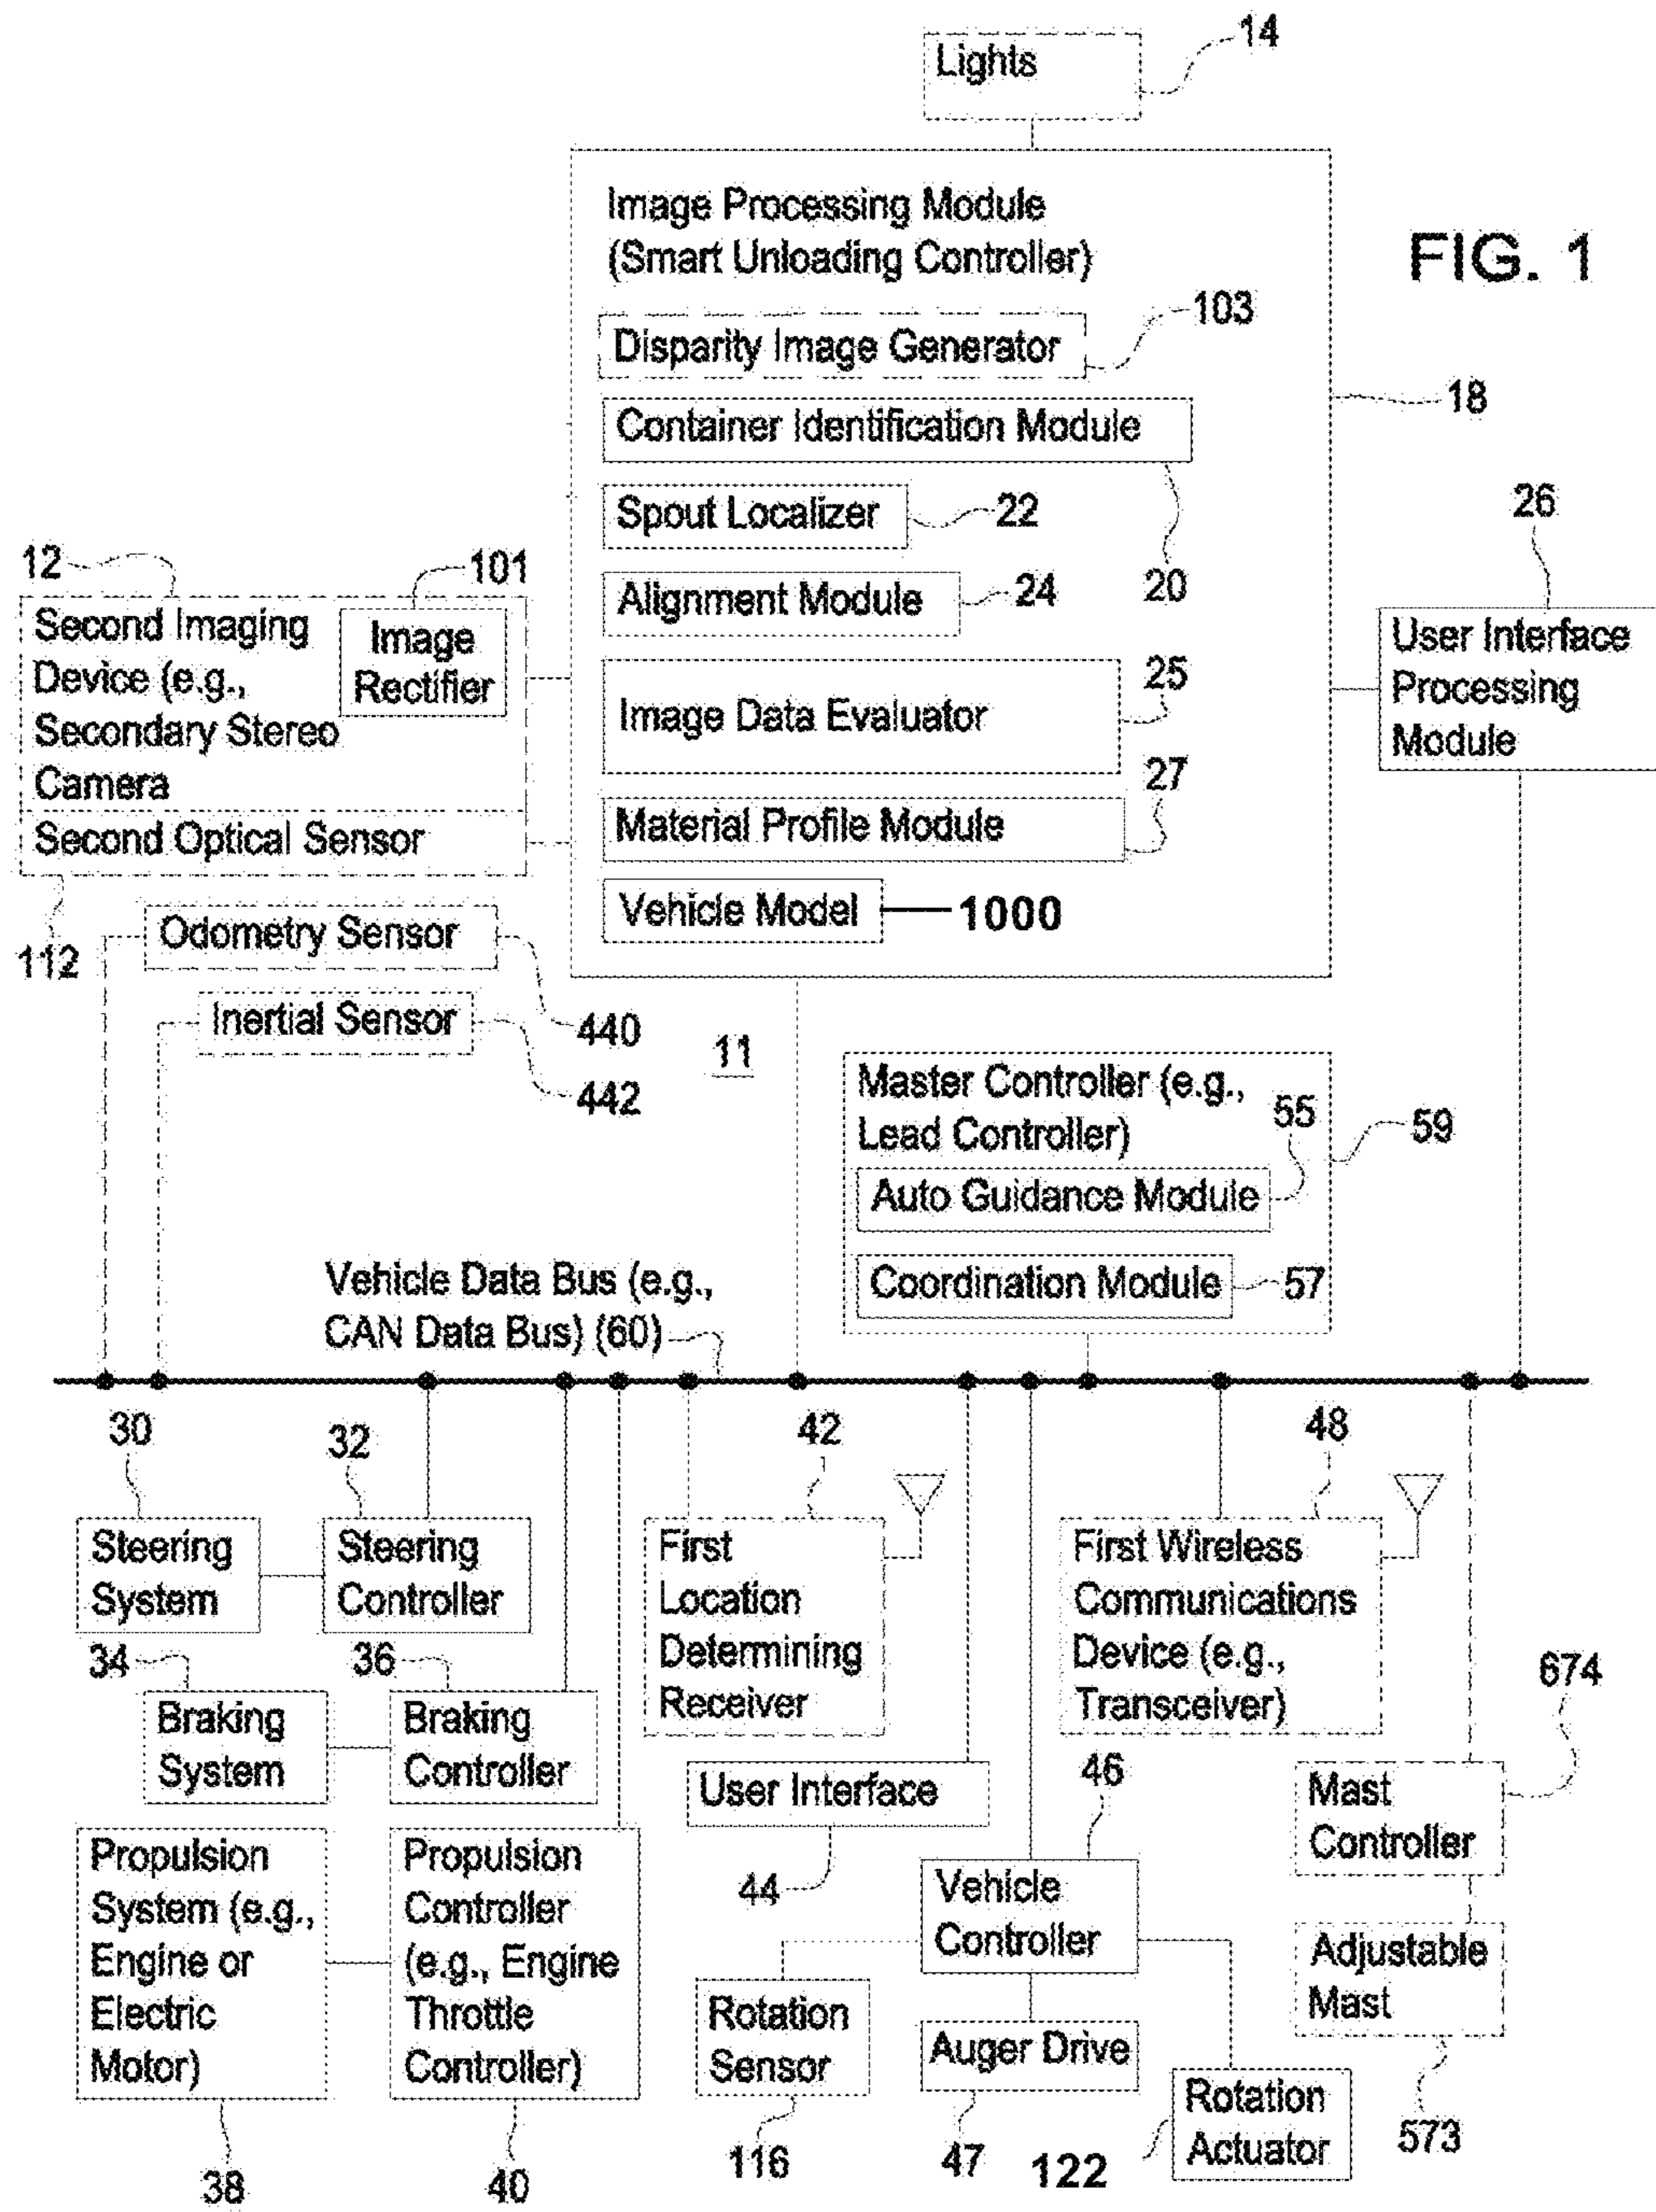 Lights
14
FIG. 1
Image Processing Module
(Smart Unloading Controller)
103
Disparity Image Generator
18
Container Identification Module
20
Spout Localizer
22
Alignment Module
24
Image Data Evaluator
25
Material Profile Module
27
Vehicle Model
1000
26
User Interface
Processing
Module
12
101
Second Imaging
Device (e.g.,
Secondary Stereo
Camera
Image
Rectifier
Second Optical Sensor
112
Odometry Sensor
440
Inertial Sensor
442
11
Master Controller (e.g.,
Lead Controller)
55
59
Auto Guidance Module
Coordination Module
57
Vehicle Data Bus (e.g.,
CAN Data Bus) (60)
30
32
42
48
Steering
System
Steering
Controller
First
Location
Determining
Receiver
First Wireless
Communications
Device (e.g.,
Transceiver)
34
36
Braking
System
Braking
Controller
674
User Interface
44
46
Mast
Controller
Propulsion
System (e.g.,
Engine or
Electric
Motor)
38
Propulsion
Controller
(e.g., Engine
Throttle
Controller)
40
Vehicle
Controller
Adjustable
Mast
573
Rotation
Sensor
116
Auger Drive
47
Rotation
Actuator
122